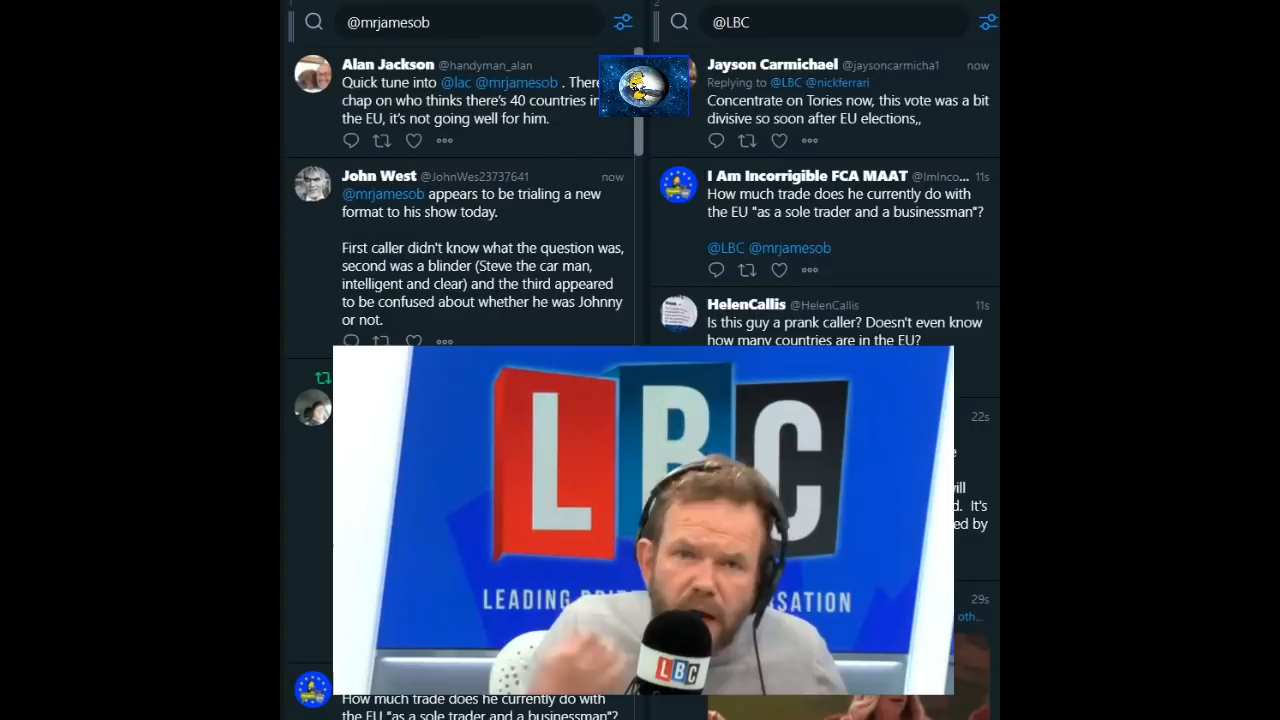 1
@mrjamesob
Alan Jackson @handyman_alan
Quick tune into @lac @mrjamesob . There
chap on who thinks there's 40 countries in
the EU, it's not going well for him.
John West @JohnWes23737641 now
@mrjamesob appears to be trialing a new
format to his show today.
First caller didn't know what the question was,
second was a blinder (Steve the car man,
intelligent and clear) and the third appeared
to be confused about whether he was Johnny
or not.
How much trade does he currently do with
the EU "as a sole trader and a businessman"?
2
@LBC
Jayson Carmichael @jaysoncarmicha1 now
Replying to @LBC @nickferrari
Concentrate on Tories now, this vote was a bit
divisive so soon after EU elections,,
I Am Incorrigible FCA MAAT @ImInco... 11s
How much trade does he currently do with
the EU "as a sole trader and a businessman"?
@LBC @mrjamesob
HelenCallis @HelenCallis 11s
Is this guy a prank caller? Doesn't even know
how many countries are in the EU?
22s
d. It's
ed by
29s
oth...
LBC
LEADING
LBC